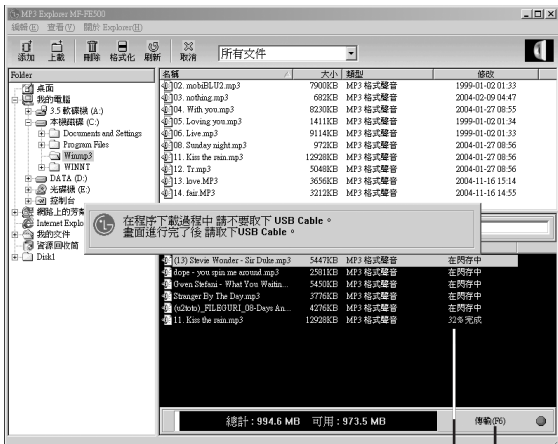 MP3 Explorer MF-FE500
編輯(E) 查看(V) 關於 Explorer(H)
添加 上載 刪除 格式化 刷新 取消 所有文件
Folder
名稱 大小 類型 修改
桌面
我的電腦
3.5 軟碟機 (A:)
本機磁碟 (C:)
Documents and Settings
Program Files
Winmp3
WINNT
DATA (D:)
光碟機 (E:)
控制台
網路上的芳
Internet Explo
我的文件
資源回收筒
Disk1
02. mobiBLU2.mp3 7900KB MP3 格式聲音 1999-01-02 01:33
03. nothing.mp3 682KB MP3 格式聲音 2004-02-09 04:47
04. With you.mp3 8230KB MP3 格式聲音 2004-01-27 08:55
05. Loving you.mp3 1411KB MP3 格式聲音 1999-01-02 01:34
06. Live.mp3 9114KB MP3 格式聲音 1999-01-02 01:33
08. Sunday night.mp3 972KB MP3 格式聲音 2004-01-27 08:56
11. Kiss the rain.mp3 12928KB MP3 格式聲音 2004-01-27 08:56
12. Tr.mp3 5048KB MP3 格式聲音 2004-01-27 08:56
13. love.MP3 3656KB MP3 格式聲音 2004-11-16 15:14
14. fair.MP3 3212KB MP3 格式聲音 2004-11-16 14:55
在程序下載過程中 請不要取下 USB Cable。
畫面進行完了後 請取下USB Cable。
(13) Stevie Wonder - Sir Duke.mp3 5447KB MP3 格式聲音 在閃存中
dope - you spin me around.mp3 2581KB MP3 格式聲音 在閃存中
Gwen Stefani - What You Waitin... 5450KB MP3 格式聲音 在閃存中
Stranger By The Day.mp3 3776KB MP3 格式聲音 在閃存中
(u2toto)_FILEGURI_08-Days An... 4276KB MP3 格式聲音 在閃存中
11. Kiss the rain.mp3 12928KB MP3 格式聲音 32% 完成
總計 : 994.6 MB 可用 : 973.5 MB
傳輸(F6)